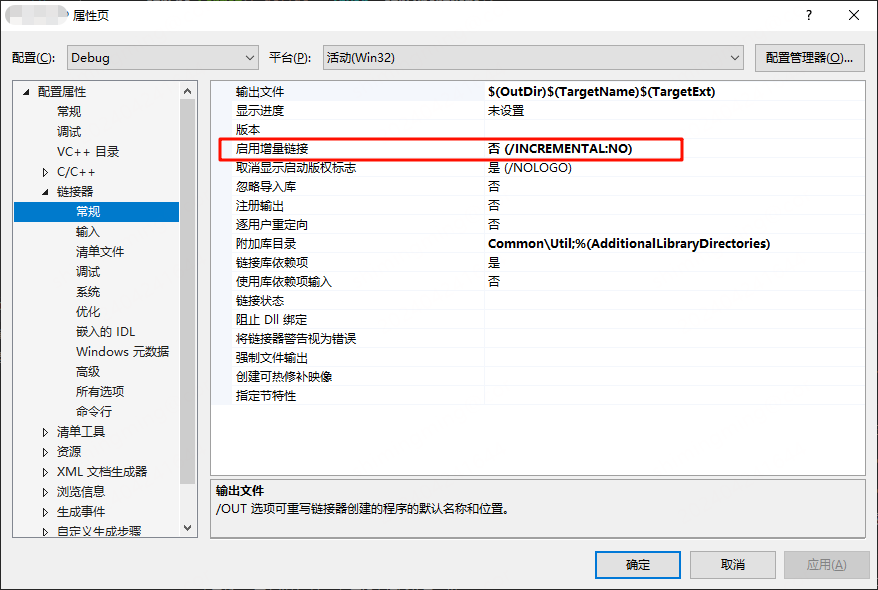 属性页
?
配置(C):
Debug
平台(P):
活动(Win32)
配置管理器(O)...
配置属性
常规
调试
VC++ 目录
C/C++
链接器
常规
输入
清单文件
调试
系统
优化
嵌入的 IDL
Windows 元数据
高级
所有选项
命令行
清单工具
资源
XML 文档生成器
浏览信息
生成事件
自定义生成步骤
输出文件 $(OutDir)$(TargetName)$(TargetExt)
显示进度 未设置
版本
启用增量链接 否 (/INCREMENTAL:NO)
取消显示启动版权标志 是 (/NOLOGO)
忽略导入库 否
注册输出 否
逐用户重定向 否
附加库目录 Common\Util;%(AdditionalLibraryDirectories)
链接库依赖项 是
使用库依赖项输入 否
链接状态
阻止 Dll 绑定
将链接器警告视为错误
强制文件输出
创建可热修补映像
指定节特性
输出文件
/OUT 选项可重写链接器创建的程序的默认名称和位置。
确定
取消
应用(A)